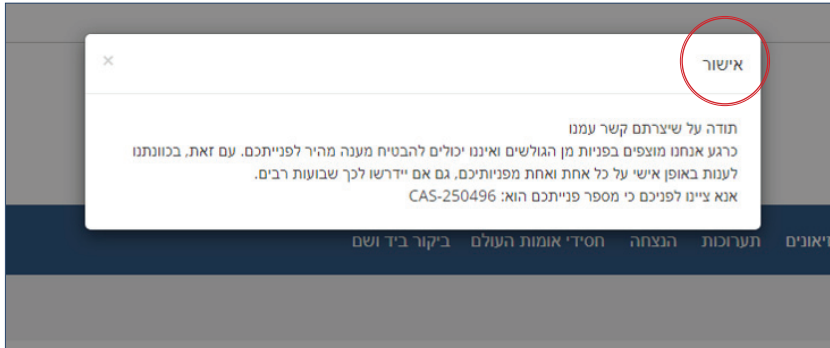 ×
אישור
תודה על שיצרתם קשר עמנו
כרגע אנחנו מוצפים בפניות מן הגולשים ואיננו יכולים להבטיח מענה מהיר לפנייתכם. עם זאת, בכוונתנו
לענות באופן אישי על כל אחת ואחת מפניותיכם, גם אם יידרשו לכך שבועות רבים.
אנא ציינו לפניכם כי מספר פנייתכם הוא: CAS-250496
תערוכות הנצחה חסידי אומות העולם ביקור ביד ושם